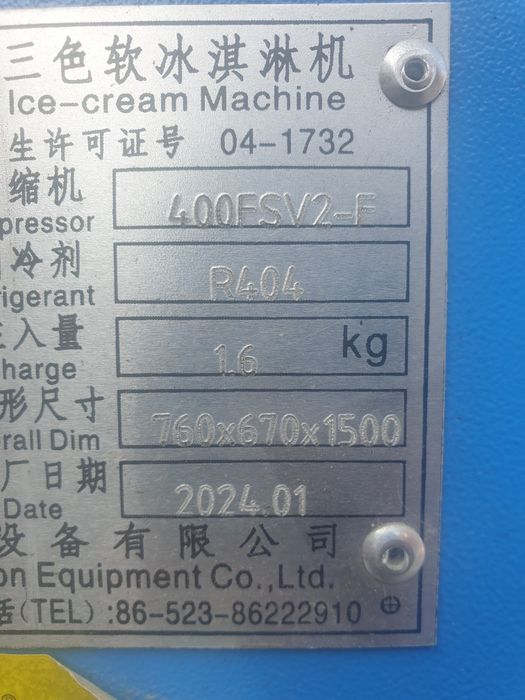 三色软冰淇淋机
Ice-cream Machine
生许可证号 04-1732
缩机 400FSV2-F
pressor
冷剂 R404
rigerant
入量 1.6 kg
harge
形尺寸 760x670x1500
rall Dim
厂日期 2024.01
Date
设备有限公司
on Equipment Co.,Ltd.
(TEL):86-523-86222910